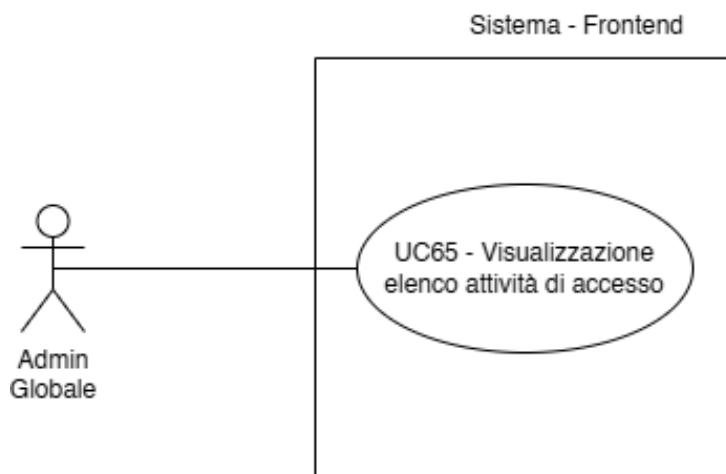 Sistema - Frontend
UC65 - Visualizzazione
elenco attività di accesso
Admin
Globale